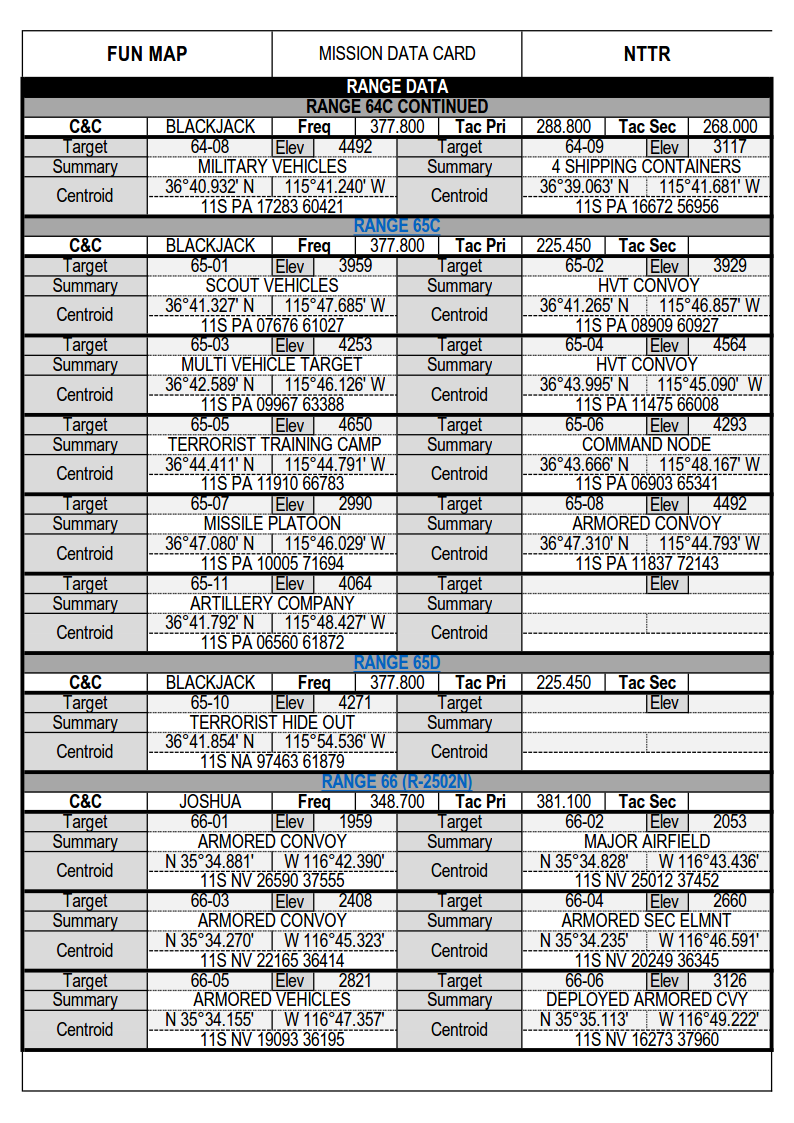 FUN MAP MISSION DATA CARD NTTR
RANGE DATA
RANGE 64C CONTINUED
C&C BLACKJACK Freq 377.800 Tac Pri 288.800 Tac Sec 268.000
Target 64-08 Elev 4492 Target 64-09 Elev 3117
Summary MILITARY VEHICLES Summary 4 SHIPPING CONTAINERS
Centroid 36°40.932' N 115°41.240' W Centroid 36°39.063' N 115°41.681' W
11S PA 17283 60421 11S PA 16672 56956
RANGE 65C
C&C BLACKJACK Freq 377.800 Tac Pri 225.450 Tac Sec
Target 65-01 Elev 3959 Target 65-02 Elev 3929
Summary SCOUT VEHICLES Summary HVT CONVOY
Centroid 36°41.327' N 115°47.685' W Centroid 36°41.265' N 115°46.857' W
11S PA 07676 61027 11S PA 08909 60927
Target 65-03 Elev 4253 Target 65-04 Elev 4564
Summary MULTI VEHICLE TARGET Summary HVT CONVOY
Centroid 36°42.589' N 115°46.126' W Centroid 36°43.995' N 115°45.090' W
11S PA 09967 63388 11S PA 11475 66008
Target 65-05 Elev 4650 Target 65-06 Elev 4293
Summary TERRORIST TRAINING CAMP Summary COMMAND NODE
Centroid 36°44.411' N 115°44.791' W Centroid 36°43.666' N 115°48.167' W
11S PA 11910 66783 11S PA 06903 65341
Target 65-07 Elev 2990 Target 65-08 Elev 4492
Summary MISSILE PLATOON Summary ARMORED CONVOY
Centroid 36°47.080' N 115°46.029' W Centroid 36°47.310' N 115°44.793' W
11S PA 10005 71694 11S PA 11837 72143
Target 65-11 Elev 4064 Target Elev
Summary ARTILLERY COMPANY Summary
Centroid 36°41.792' N 115°48.427' W Centroid
11S PA 06560 61872
RANGE 65D
C&C BLACKJACK Freq 377.800 Tac Pri 225.450 Tac Sec
Target 65-10 Elev 4271 Target Elev
Summary TERRORIST HIDE OUT Summary
Centroid 36°41.854' N 115°54.536' W Centroid
11S NA 97463 61879
RANGE 66 (R-2502N)
C&C JOSHUA Freq 348.700 Tac Pri 381.100 Tac Sec
Target 66-01 Elev 1959 Target 66-02 Elev 2053
Summary ARMORED CONVOY Summary MAJOR AIRFIELD
Centroid N 35°34.881' W 116°42.390' Centroid N 35°34.828' W 116°43.436'
11S NV 26590 37555 11S NV 25012 37452
Target 66-03 Elev 2408 Target 66-04 Elev 2660
Summary ARMORED CONVOY Summary ARMORED SEC ELMNT
Centroid N 35°34.270' W 116°45.323' Centroid N 35°34.235' W 116°46.591'
11S NV 22165 36414 11S NV 20249 36345
Target 66-05 Elev 2821 Target 66-06 Elev 3126
Summary ARMORED VEHICLES Summary DEPLOYED ARMORED CVY
Centroid N 35°34.155' W 116°47.357' Centroid N 35°35.113' W 116°49.222'
11S NV 19093 36195 11S NV 16273 37960